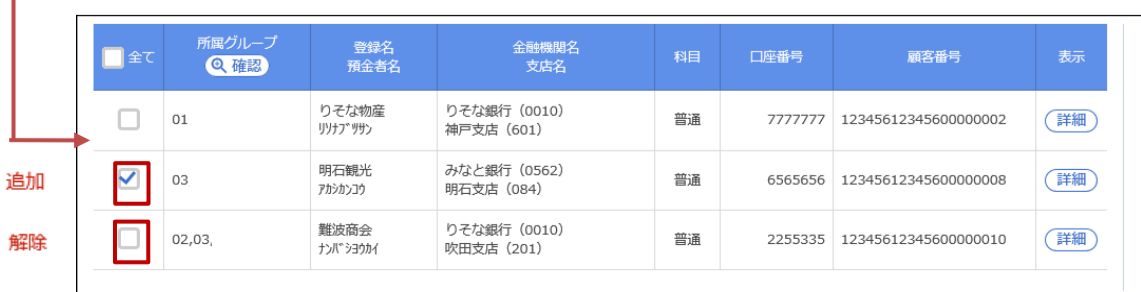 全て 所属グループ 確認 登録名 預金者名 金融機関名 支店名 科目 口座番号 顧客番号 表示
01 りそな物産 りそな銀行（0010） 普通 7777777 12345612345600000002 詳細
ﾘｿﾅﾌﾞｯｻﾝ 神戸支店（601）
追加 03 明石観光 みなと銀行（0562） 普通 6565656 12345612345600000008 詳細
ｱｶｼｶﾝｺｳ 明石支店（084）
解除 02,03, 難波商会 りそな銀行（0010） 普通 2255335 12345612345600000010 詳細
ﾅﾝﾊﾞｼｮｳｶｲ 吹田支店（201）